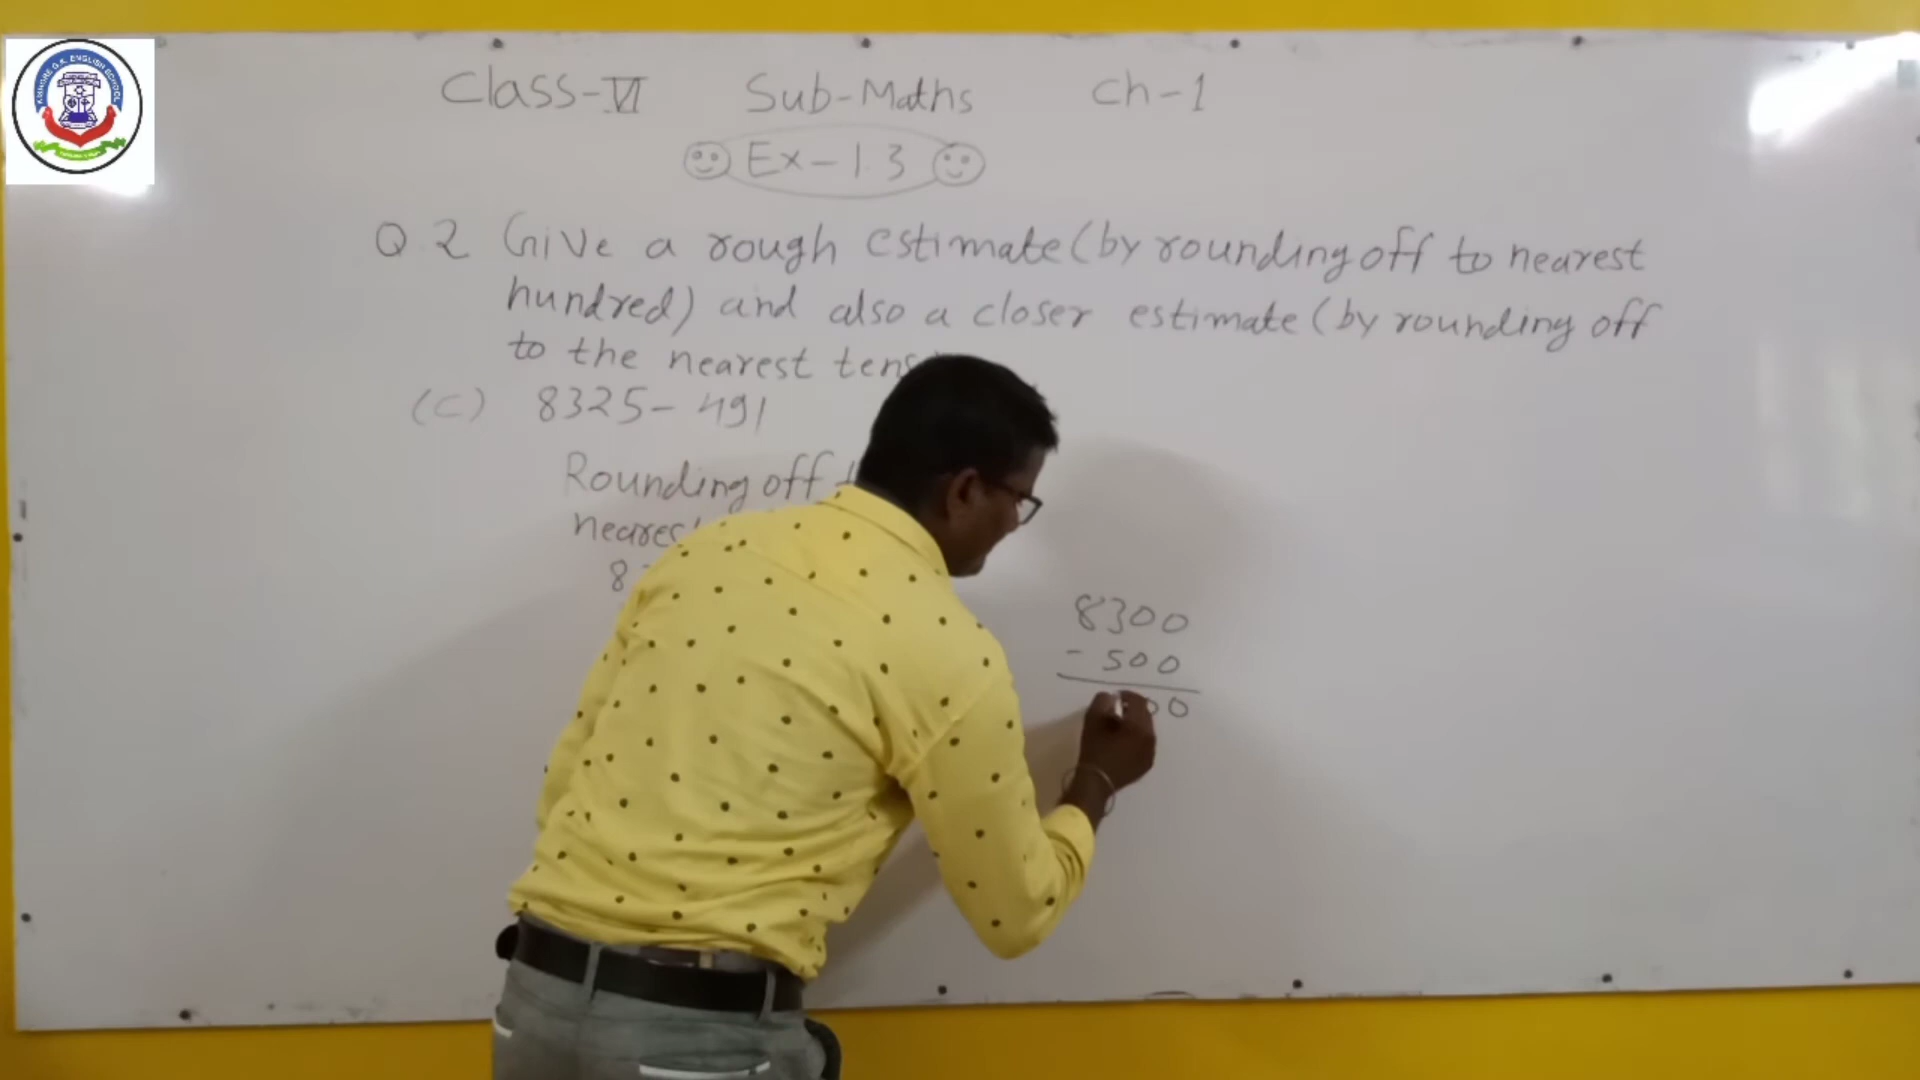 Class-VI Sub-Maths Ch-1
Ex-1.3
Q.2 Give a rough estimate (by rounding off to nearest
hundred) and also a closer estimate (by rounding off
to the nearest tens
(C) 8325-491
Rounding off
8300
- 500
00